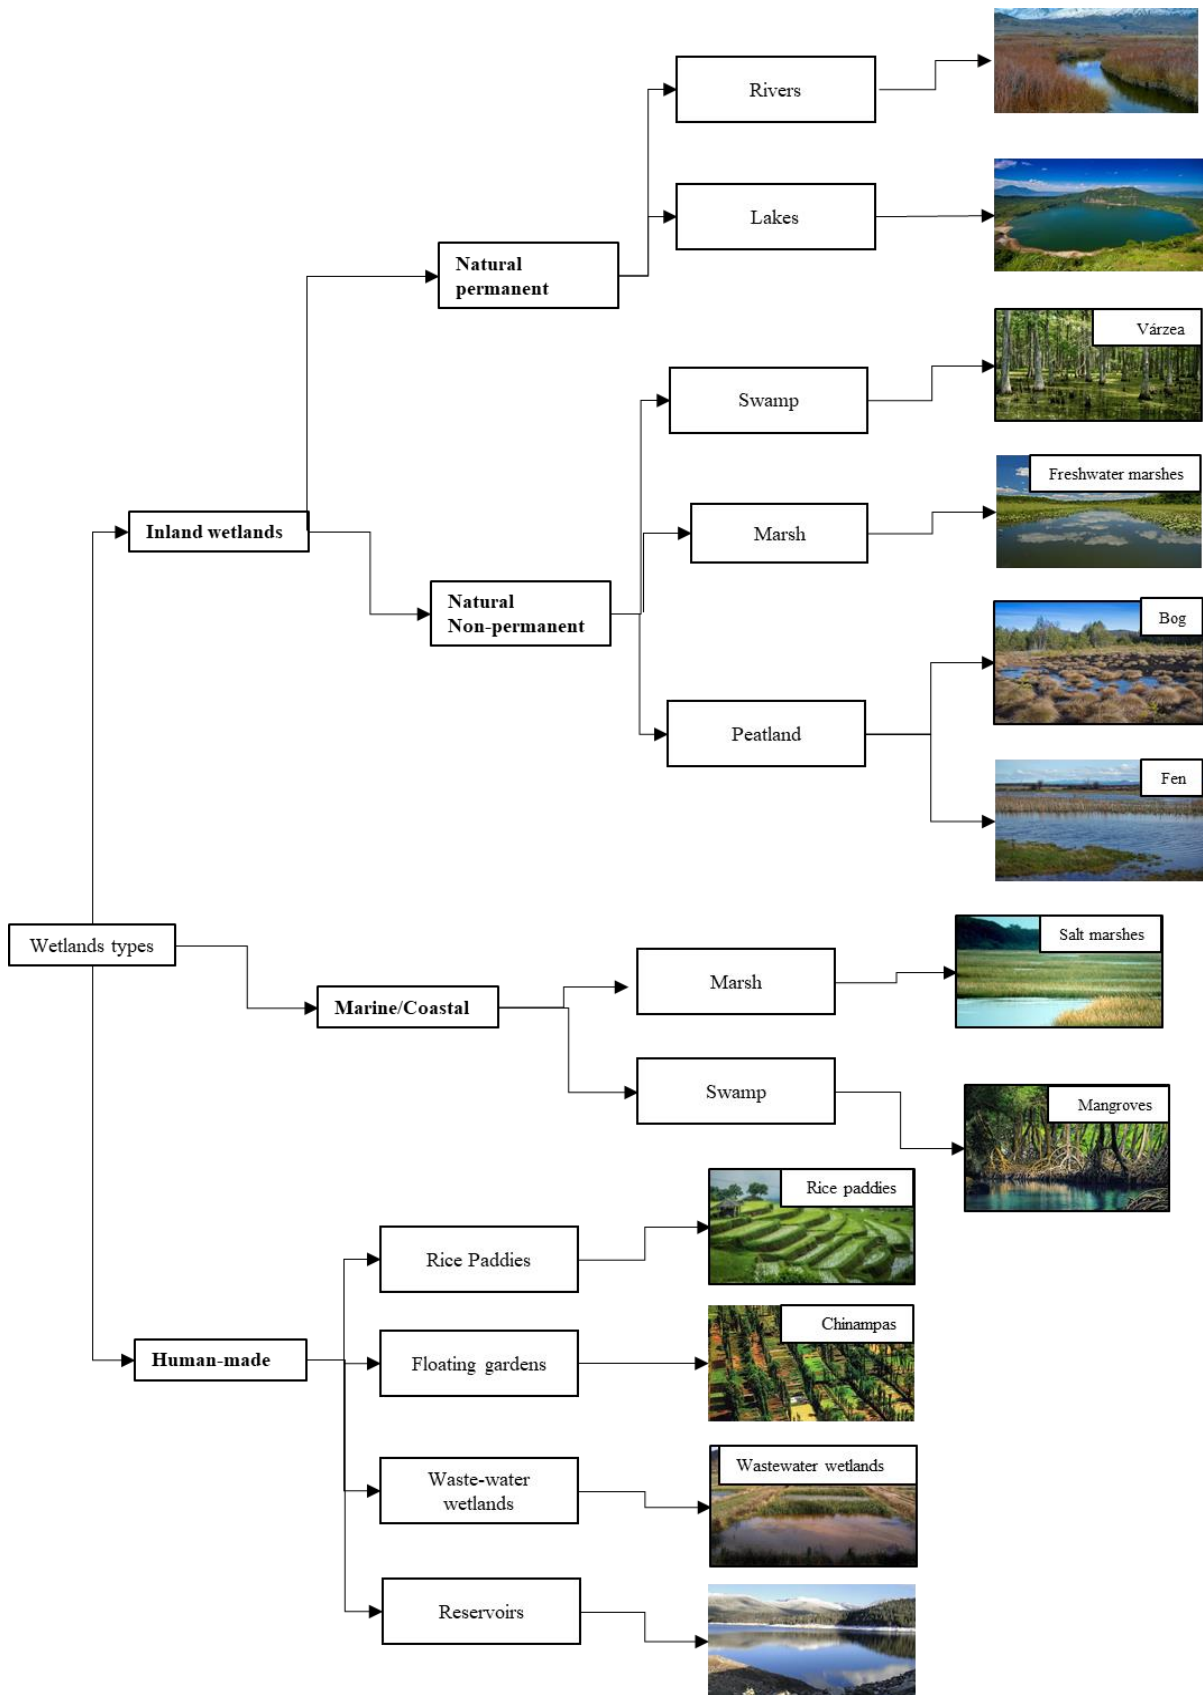 Rivers
Lakes
Natural
permanent
Várzea
Swamp
Freshwater marshes
Inland wetlands
Marsh
Natural
Non-permanent
Bog
Peatland
Fen
Wetlands types
Salt marshes
Marsh
Marine/Coastal
Swamp
Mangroves
Rice paddies
Rice Paddies
Chinampas
Human-made
Floating gardens
Wastewater wetlands
Waste-water
wetlands
Reservoirs